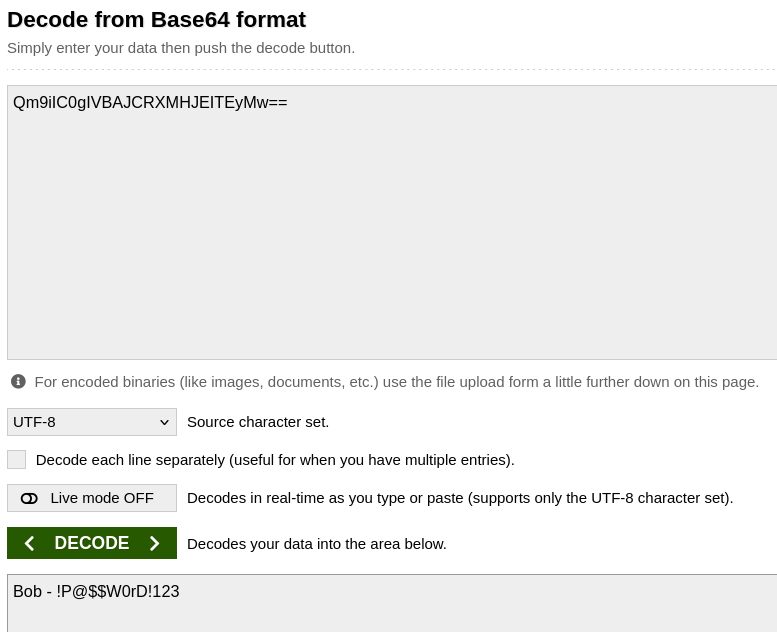 Decode from Base64 format
Simply enter your data then push the decode button.
Qm9iIC0gIVBAJCRXMHJEITEyMw==
For encoded binaries (like images, documents, etc.) use the file upload form a little further down on this page.
UTF-8 Source character set.
Decode each line separately (useful for when you have multiple entries).
Live mode OFF Decodes in real-time as you type or paste (supports only the UTF-8 character set).
< DECODE > Decodes your data into the area below.
Bob - !P@$$W0rD!123